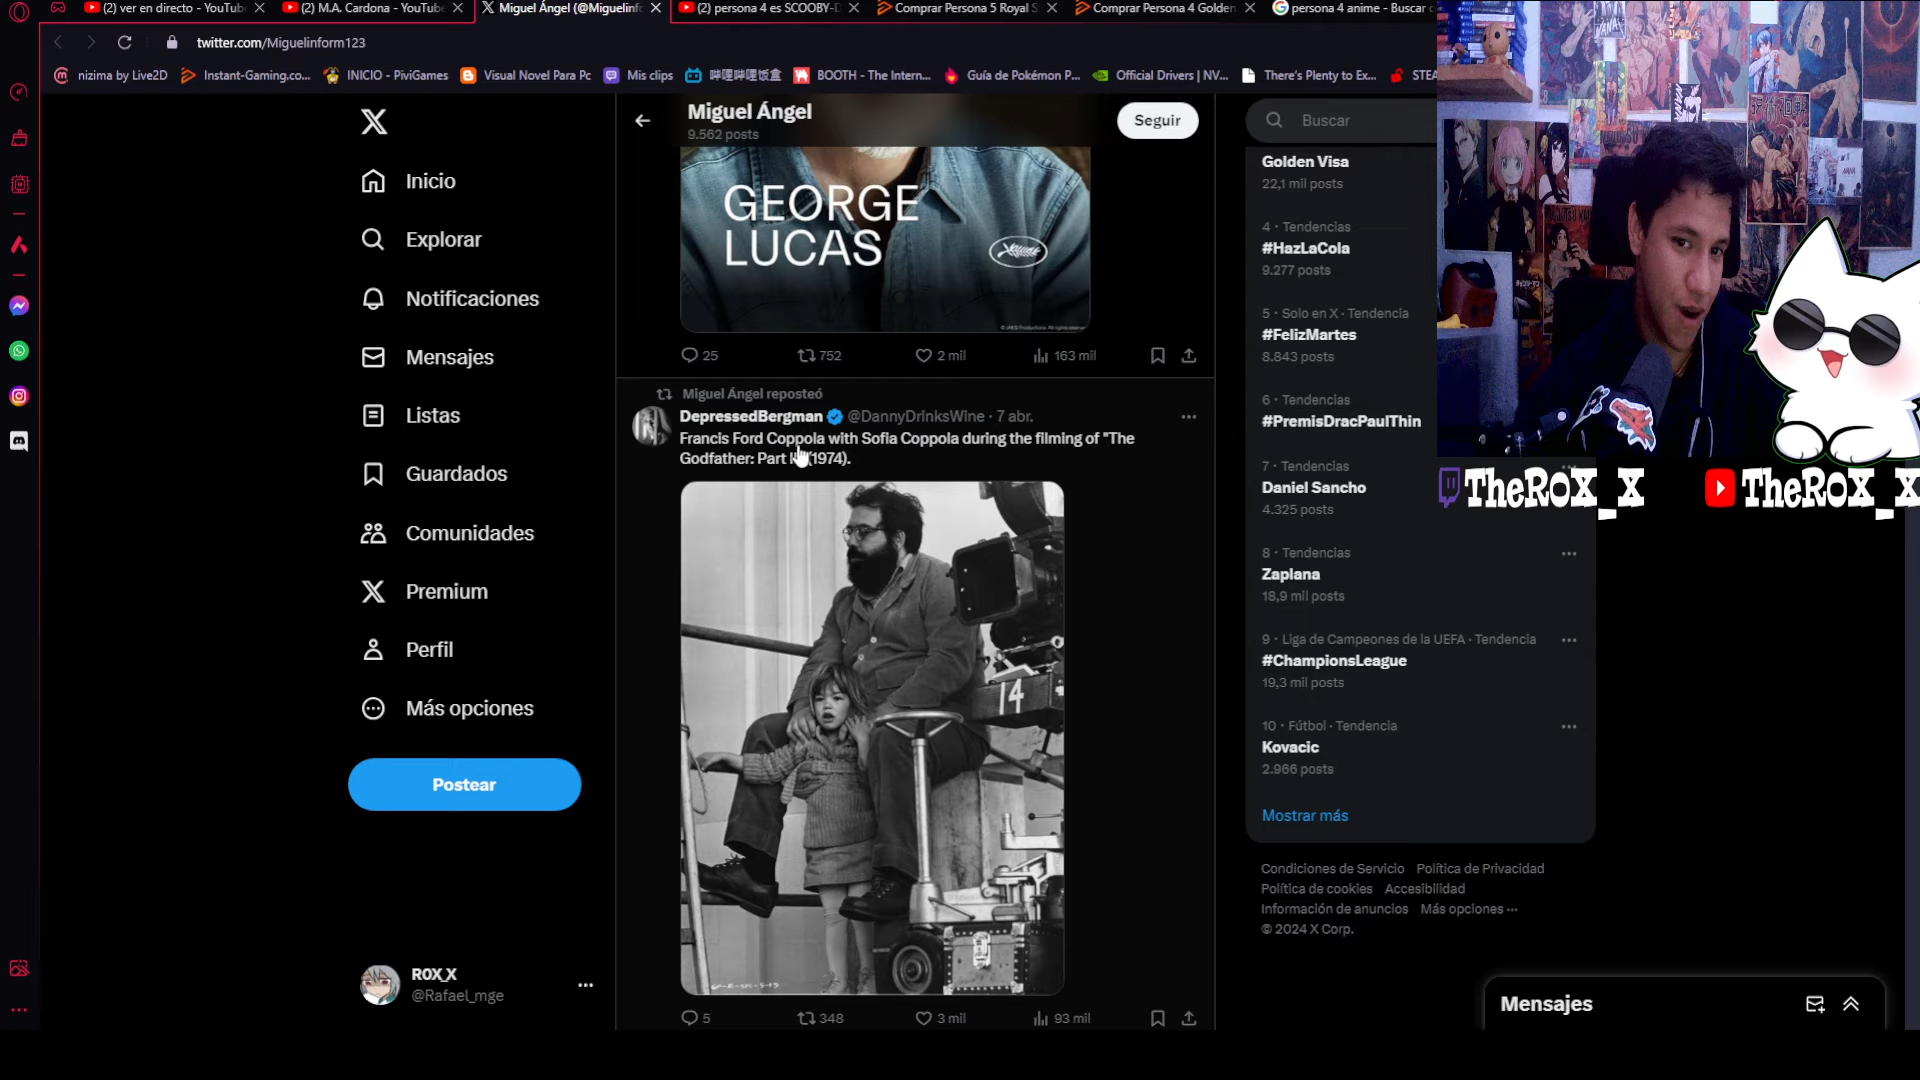 (2) ver en directo - YouTub
(2) M.A. Cardona - YouTub
Miguel Ángel (@Miguelinf
(2) persona 4 es SCOOBY-D
Comprar Persona 5 Royal S
Comprar Persona 4 Golden
persona 4 anime - Buscar
twitter.com/Miguelinform123
nizima by Live2D
Instant-Gaming.co...
INICIO - PiviGames
Visual Novel Para Pc
Mis clips
哔哩哔哩饭盒
BOOTH - The Intern...
Guía de Pokémon P...
Official Drivers | NV...
There's Plenty to Ex...
STEA
Inicio
Explorar
Notificaciones
Mensajes
Listas
Guardados
Comunidades
Premium
Perfil
Más opciones
Postear
R0X_X
@Rafael_mge
Miguel Ángel
9.562 posts
Seguir
GEORGE
LUCAS
25
752
2 mil
163 mil
Miguel Ángel reposteó
DepressedBergman @DannyDrinksWine · 7 abr.
Francis Ford Coppola with Sofia Coppola during the filming of "The
Godfather: Part (1974).
14
5
348
3 mil
93 mil
Buscar
Golden Visa
22,1 mil posts
4 · Tendencias
#HazLaCola
9.277 posts
5 · Solo en X · Tendencia
#FelizMartes
8.843 posts
6 · Tendencias
#PremisDracPaulThin
7 · Tendencias
Daniel Sancho
4.325 posts
8 · Tendencias
Zaplana
18,9 mil posts
9 · Liga de Campeones de la UEFA · Tendencia
#ChampionsLeague
19,3 mil posts
10 · Fútbol · Tendencia
Kovacic
2.966 posts
Mostrar más
Condiciones de Servicio Política de Privacidad
Política de cookies Accesibilidad
Información de anuncios Más opciones ···
© 2024 X Corp.
Mensajes
TheR0X_X
TheR0X_X